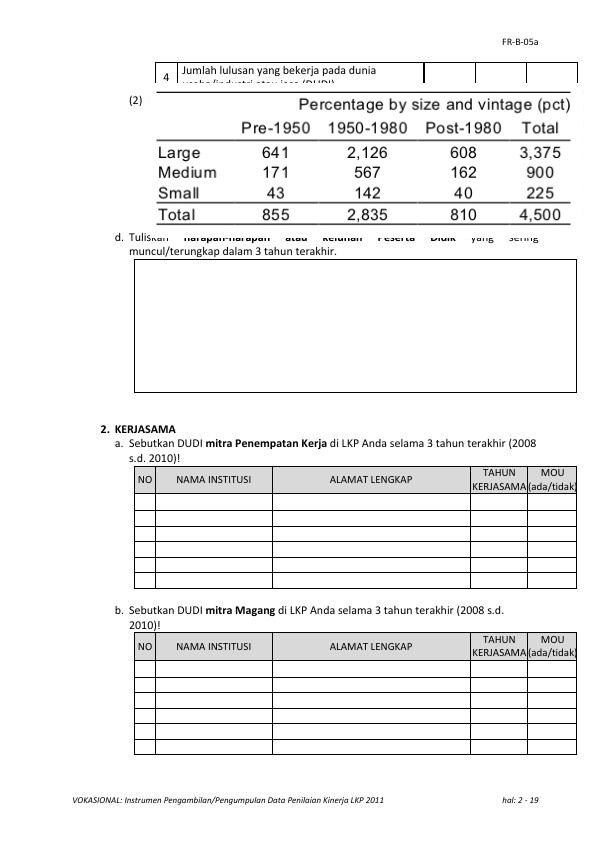 FR-B-05a
4 Jumlah lulusan yang bekerja pada dunia
(2)
Percentage by size and vintage (pct)
Pre-1950 1950-1980 Post-1980 Total
Large 641 2,126 608 3,375
Medium 171 567 162 900
Small 43 142 40 225
Total 855 2,835 810 4,500
d. Tuliskan harapan-harapan atau keluhan Peserta Didik yang sering
muncul/terungkap dalam 3 tahun terakhir.
2. KERJASAMA
a. Sebutkan DUDI mitra Penempatan Kerja di LKP Anda selama 3 tahun terakhir (2008
s.d. 2010)!
NO NAMA INSTITUSI ALAMAT LENGKAP TAHUN KERJASAMA MOU (ada/tidak)
b. Sebutkan DUDI mitra Magang di LKP Anda selama 3 tahun terakhir (2008 s.d.
2010)!
NO NAMA INSTITUSI ALAMAT LENGKAP TAHUN KERJASAMA MOU (ada/tidak)
VOKASIONAL: Instrumen Pengambilan/Pengumpulan Data Penilaian Kinerja LKP 2011 hal: 2 - 19